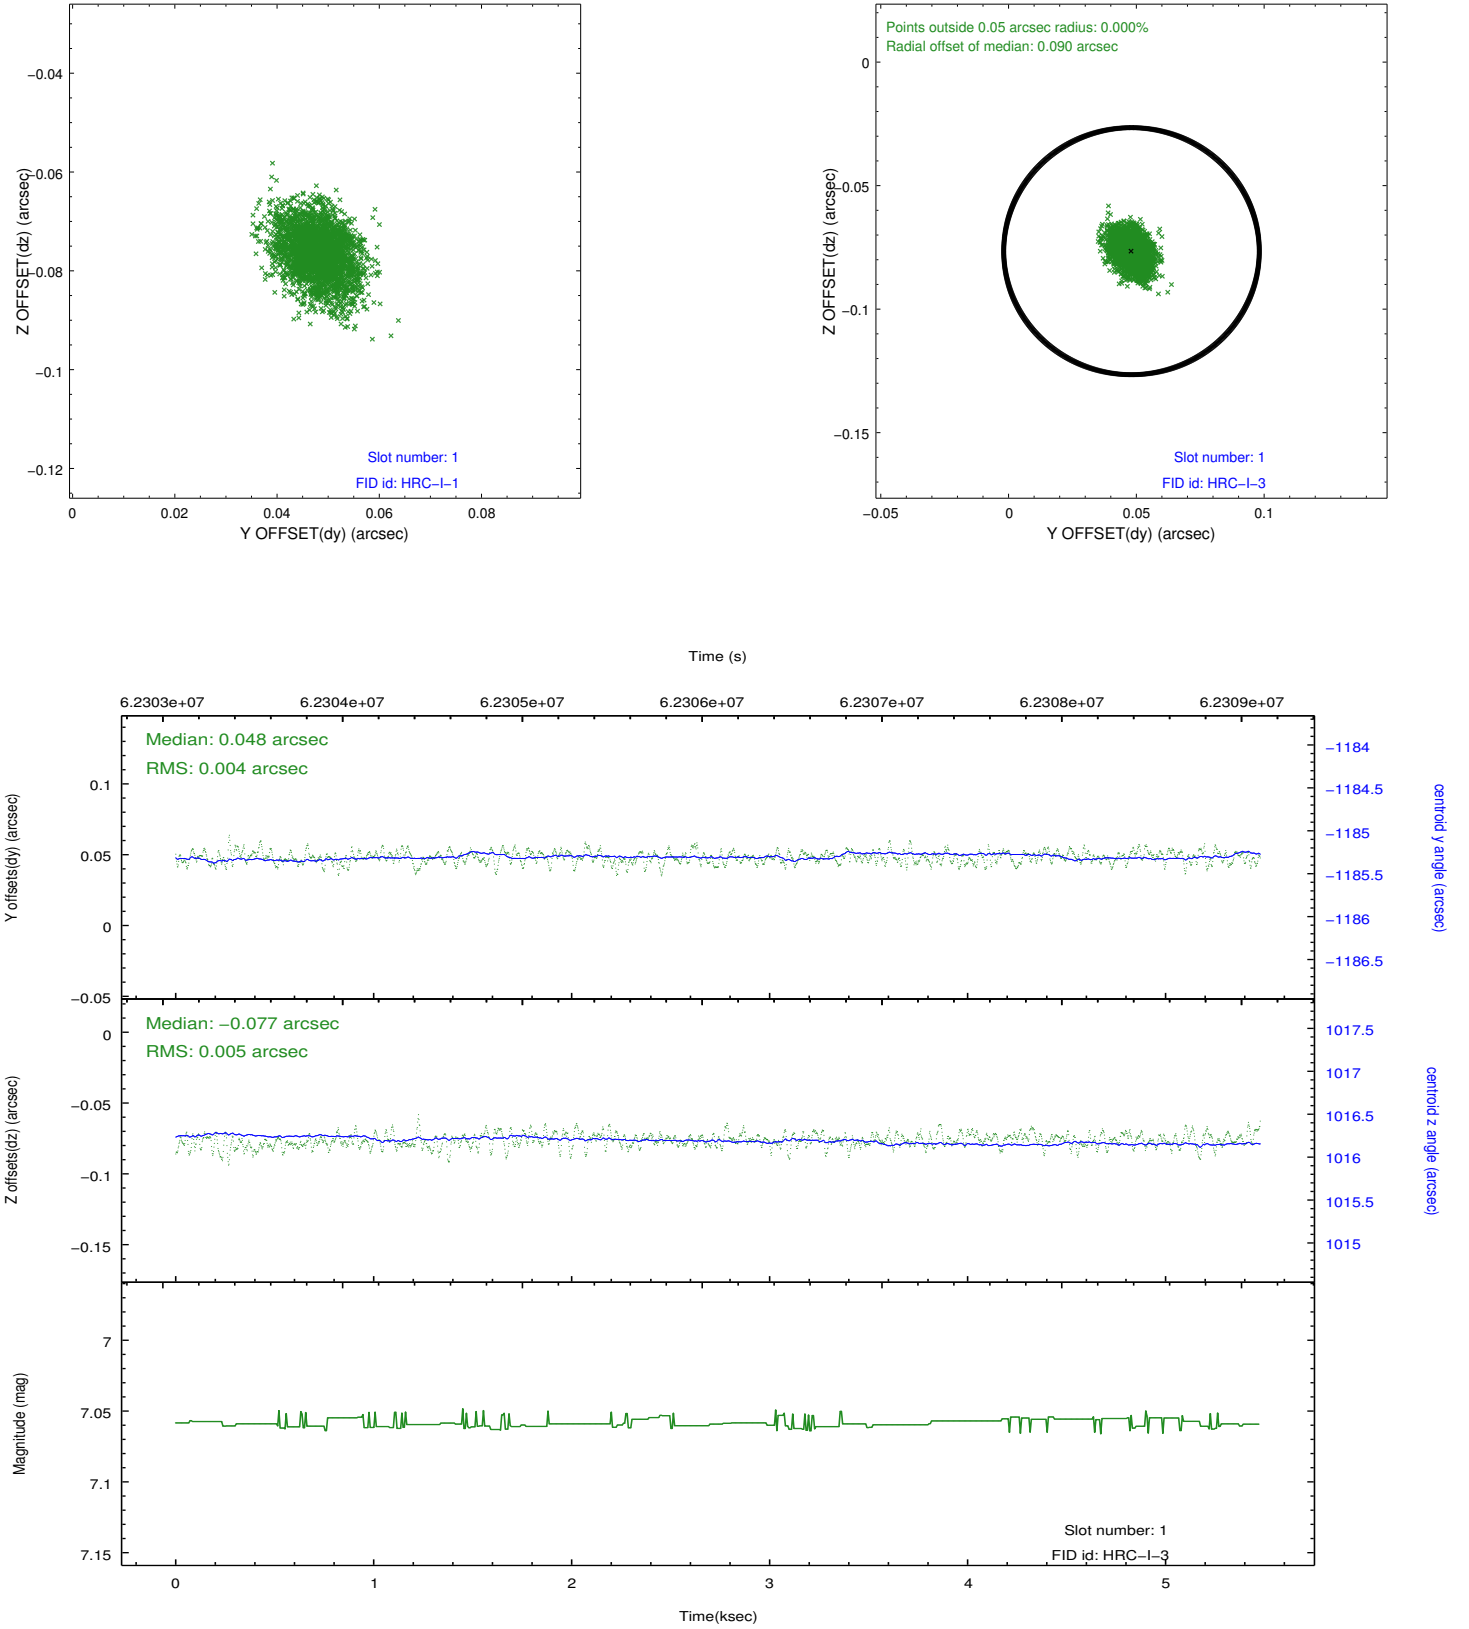 −0.04
−0.06
−0.08
−0.1
−0.12
Z OFFSET(dz) (arcsec)
Slot number: 1
FID id: HRC−I−1
0 0.02 0.04 0.06 0.08
Y OFFSET(dy) (arcsec)
Points outside 0.05 arcsec radius: 0.000%
Radial offset of median: 0.090 arcsec
0
−0.05
−0.1
−0.15
Z OFFSET(dz) (arcsec)
Slot number: 1
FID id: HRC−I−3
−0.05 0 0.05 0.1
Y OFFSET(dy) (arcsec)
Time (s)
6.2303e+07 6.2304e+07 6.2305e+07 6.2306e+07 6.2307e+07 6.2308e+07 6.2309e+07
Median: 0.048 arcsec
RMS: 0.004 arcsec
0.1
0.05
0
−0.05
Y offsets(dy) (arcsec)
−1184
−1184.5
−1185
−1185.5
−1186
−1186.5
centroid y angle (arcsec)
Median: −0.077 arcsec
RMS: 0.005 arcsec
0
−0.05
−0.1
−0.15
Z offsets(dz) (arcsec)
1017.5
1017
1016.5
1016
1015.5
1015
centroid z angle (arcsec)
7
7.05
7.1
7.15
Magnitude (mag)
Slot number: 1
FID id: HRC−I−3
0 1 2 3 4 5
Time(ksec)